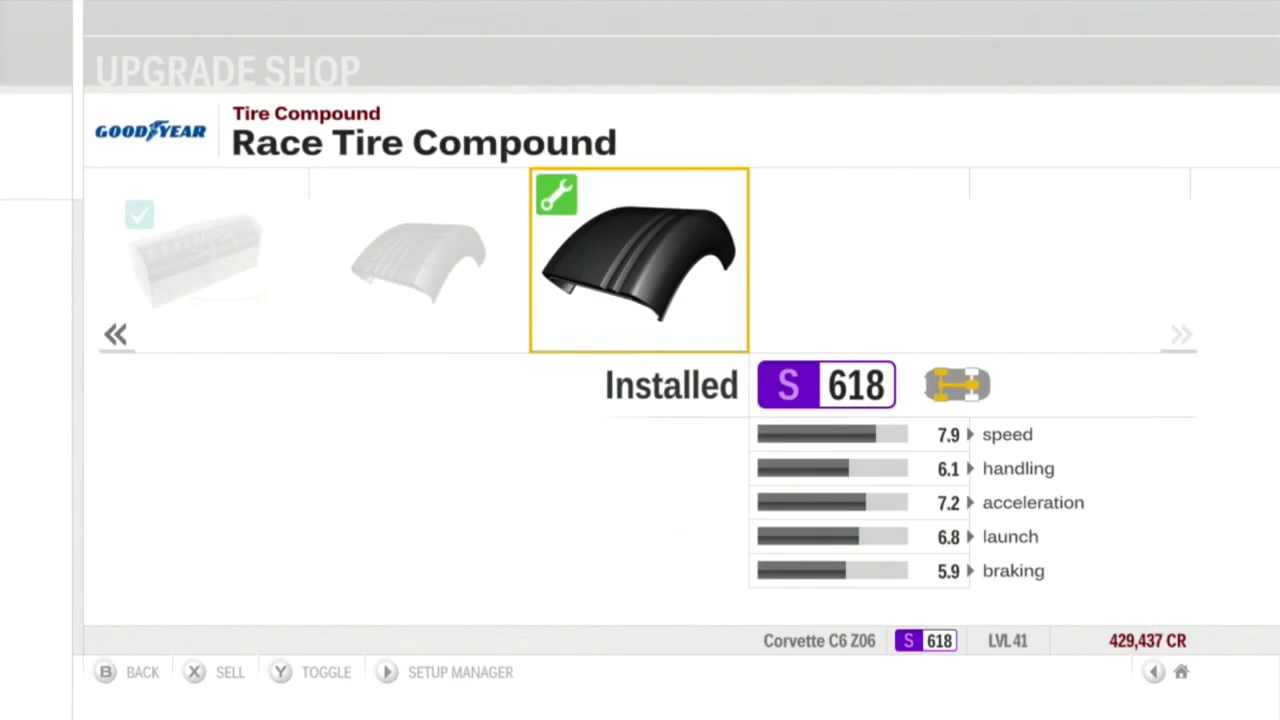 UPGRADE SHOP
GOODYEAR
Tire Compound
Race Tire Compound
Installed S 618
7.9 speed
6.1 handling
7.2 acceleration
6.8 launch
5.9 braking
Corvette C6 Z06 S 618 LVL 41 429,437 CR
B BACK X SELL Y TOGGLE SETUP MANAGER